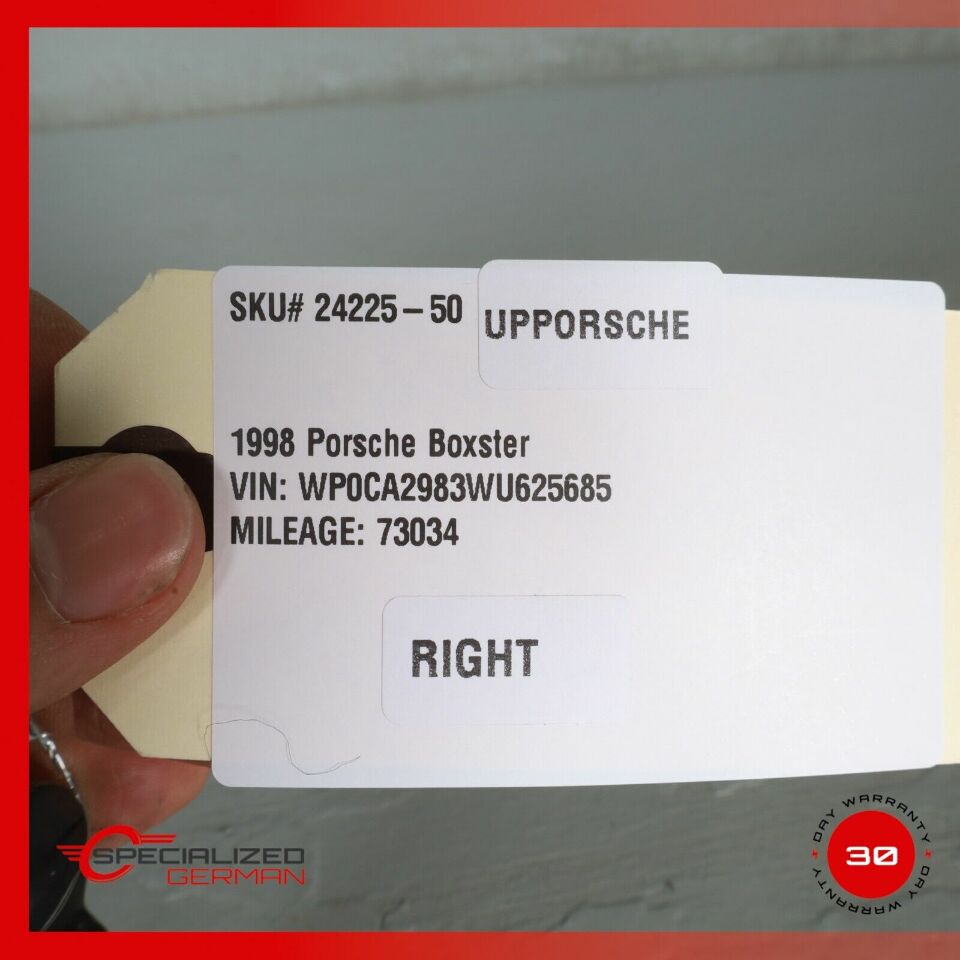 SKU# 24225-50
UPPORSCHE
1998 Porsche Boxster
VIN: WP0CA2983WU625685
MILEAGE: 73034
RIGHT
SPECIALIZED
GERMAN
DAY WARRANTY
30
DAY WARRANTY